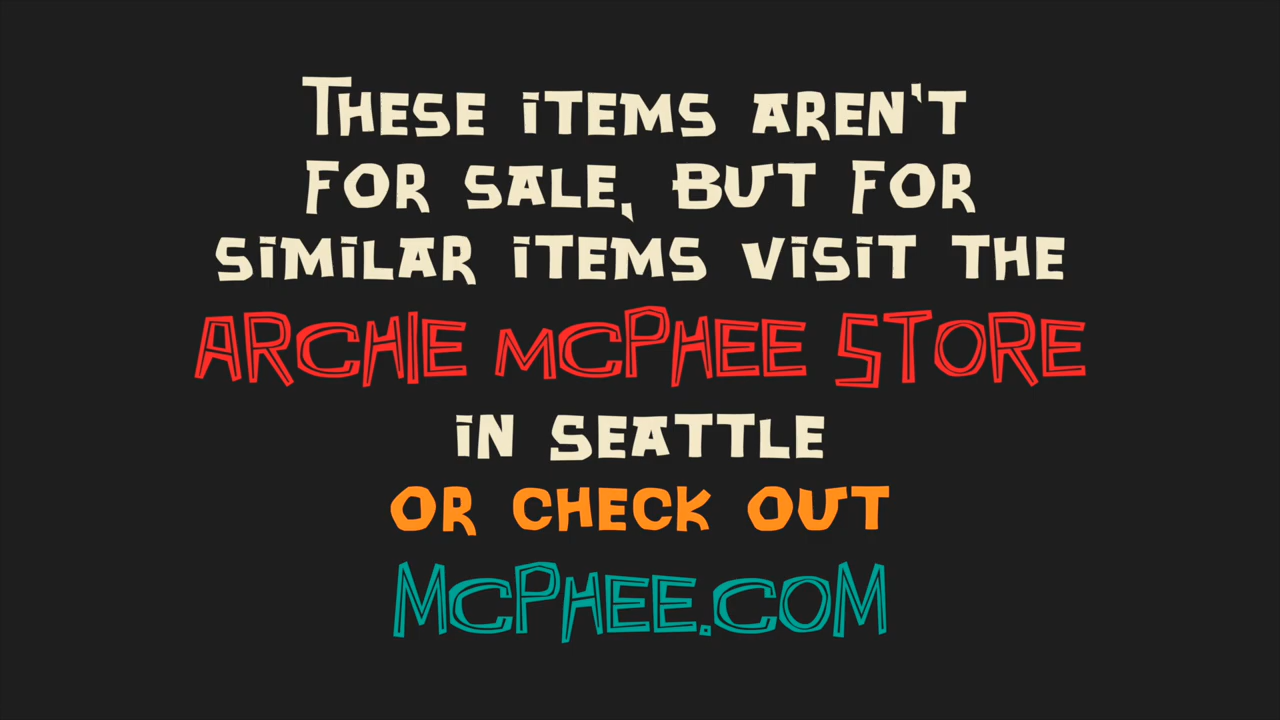 These items aren't
for sale, but for
similar items visit the
Archie McPhee Store
in Seattle
or check out
McPhee.com